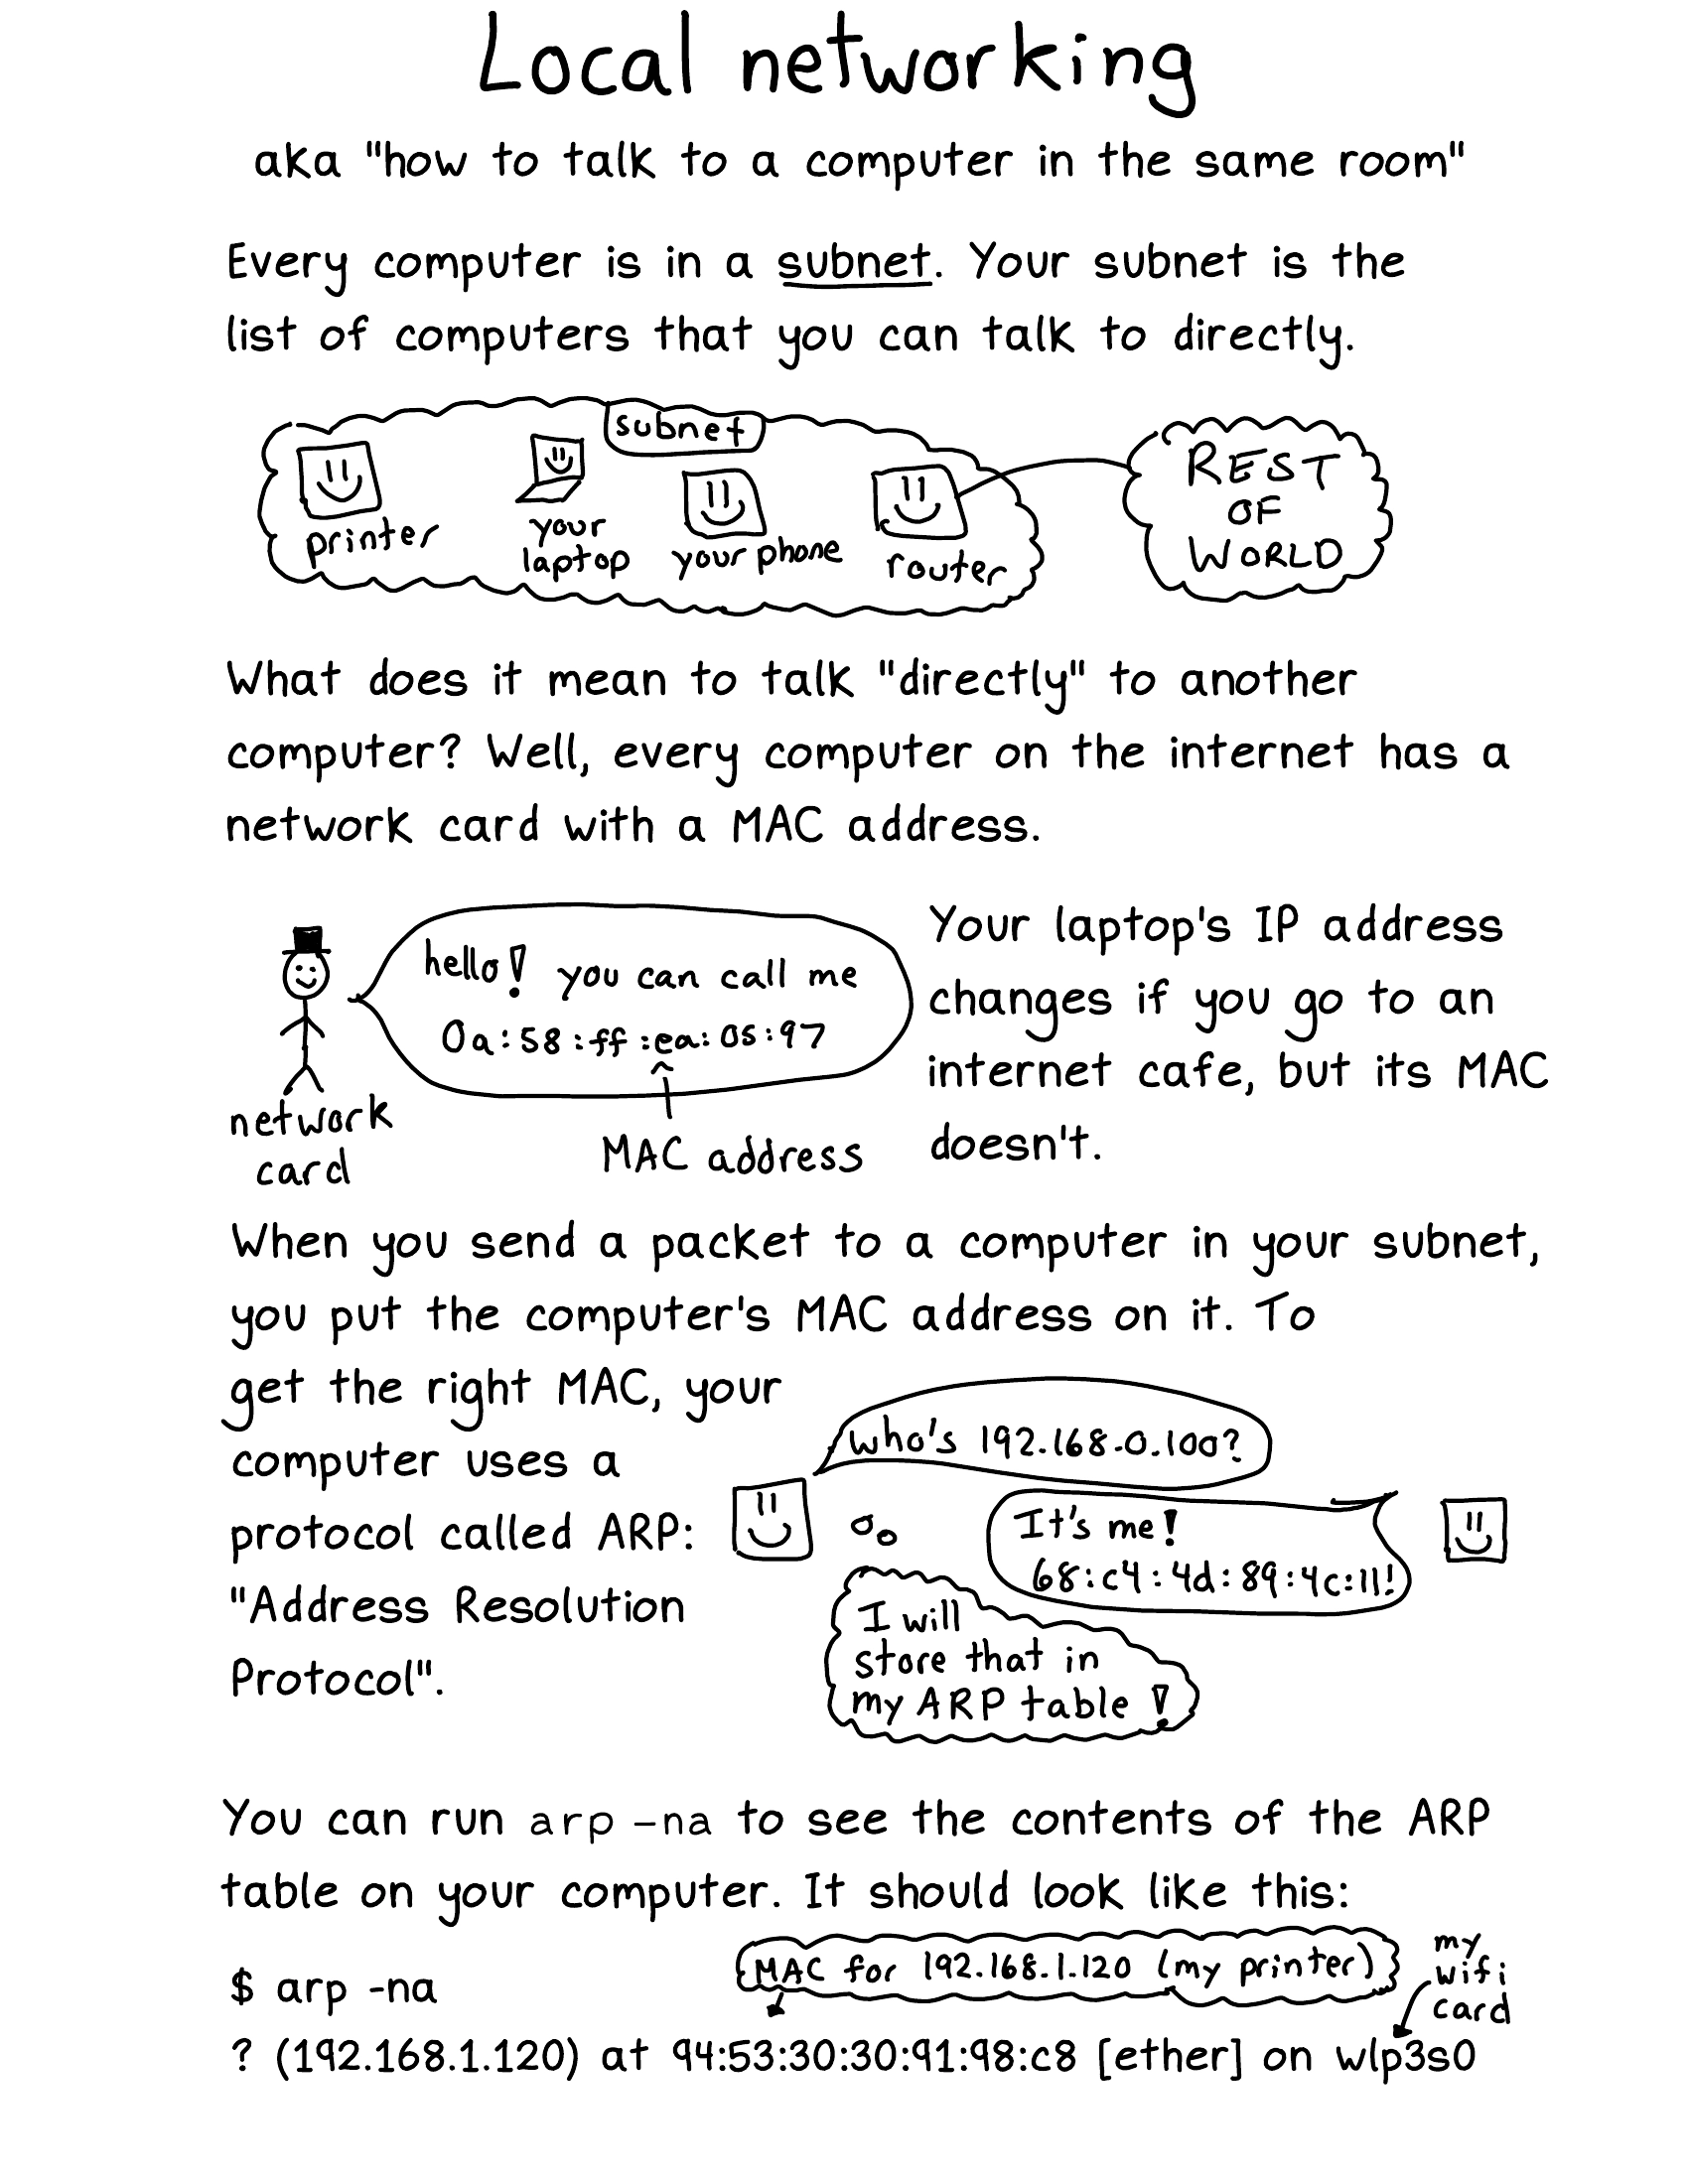 Local networking
aka "how to talk to a computer in the same room"
Every computer is in a subnet. Your subnet is the
list of computers that you can talk to directly.
subnet
printer
your
laptop
your phone
router
REST
OF
WORLD
What does it mean to talk "directly" to another
computer? Well, every computer on the internet has a
network card with a MAC address.
hello! you can call me
0a:58:ff:ea:05:97
network
card
MAC address
Your laptop's IP address
changes if you go to an
internet cafe, but its MAC
doesn't.
When you send a packet to a computer in your subnet,
you put the computer's MAC address on it. To
get the right MAC, your
computer uses a
protocol called ARP:
"Address Resolution
Protocol".
who's 192.168.0.100?
It's me!
68:c4:4d:89:4c:11!
I will
store that in
my ARP table!
You can run arp -na to see the contents of the ARP
table on your computer. It should look like this:
MAC for 192.168.1.120 (my printer)
my
wifi
card
$ arp -na
? (192.168.1.120) at 94:53:30:30:91:98:c8 [ether] on wlp3s0